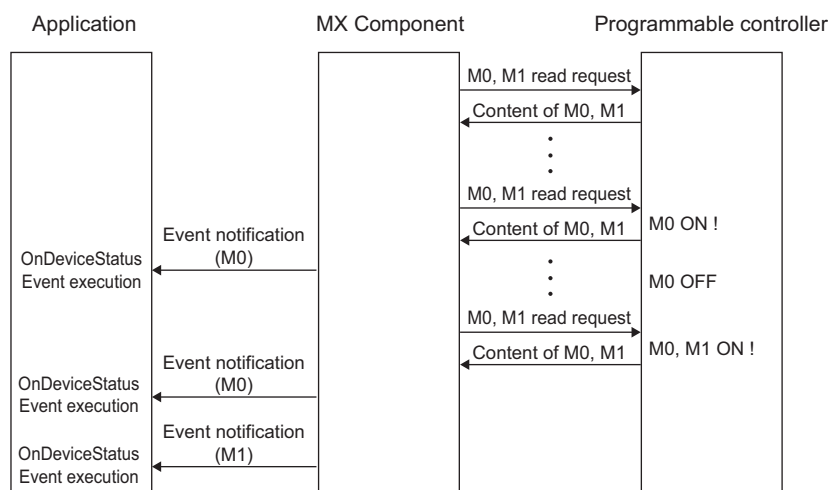 Application
MX Component
Programmable controller
M0, M1 read request
Content of M0, M1
M0, M1 read request
Event notification
(M0)
Content of M0, M1
M0 ON !
OnDeviceStatus
Event execution
M0 OFF
M0, M1 read request
Content of M0, M1
M0, M1 ON !
Event notification
(M0)
OnDeviceStatus
Event execution
Event notification
(M1)
OnDeviceStatus
Event execution